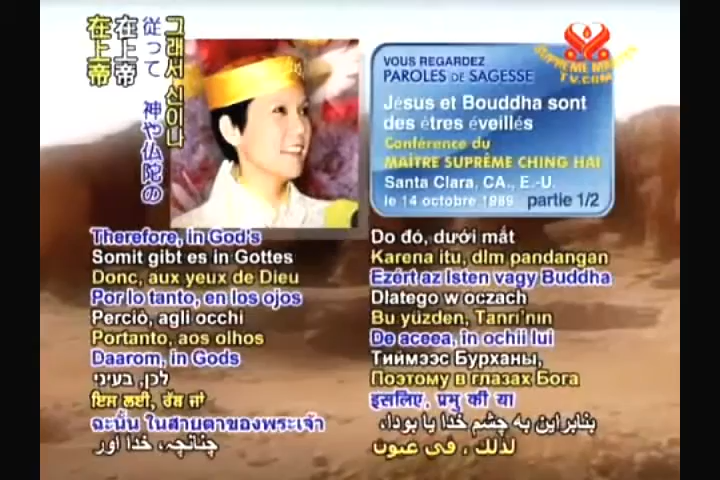 그래서 신이나
従って 神や仏陀の
在上帝
在上帝
SUPREME MASTER
TV.COM
VOUS REGARDEZ
PAROLES DE SAGESSE
Jésus et Bouddha sont
des êtres éveillés
Conférence du
MAÎTRE SUPRÊME CHING HAI
Santa Clara, CA., E.-U.
le 14 octobre 1989 partie 1/2
Therefore, in God's
Somit gibt es in Gottes
Donc, aux yeux de Dieu
Por lo tanto, en los ojos
Perciò, agli occhi
Portanto, aos olhos
Daarom, in Gods
לכן, בעיני
ਇਸ ਲਈ, ਰੱਬ ਜਾਂ
ฉะนั้น ในสายตาของพระเจ้า
چنانچہ، خدا اور
Do đó, dưới mắt
Karena itu, dlm pandangan
Ezért az Isten vagy Buddha
Dlatego w oczach
Bu yüzden, Tanrı'nın
De aceea, în ochii lui
Тиймээс Бурханы,
Поэтому в глазах Бога
इसलिए, प्रभु की या
بنابراین به چشم خدا یا بودا،
لذلك ، في عيون